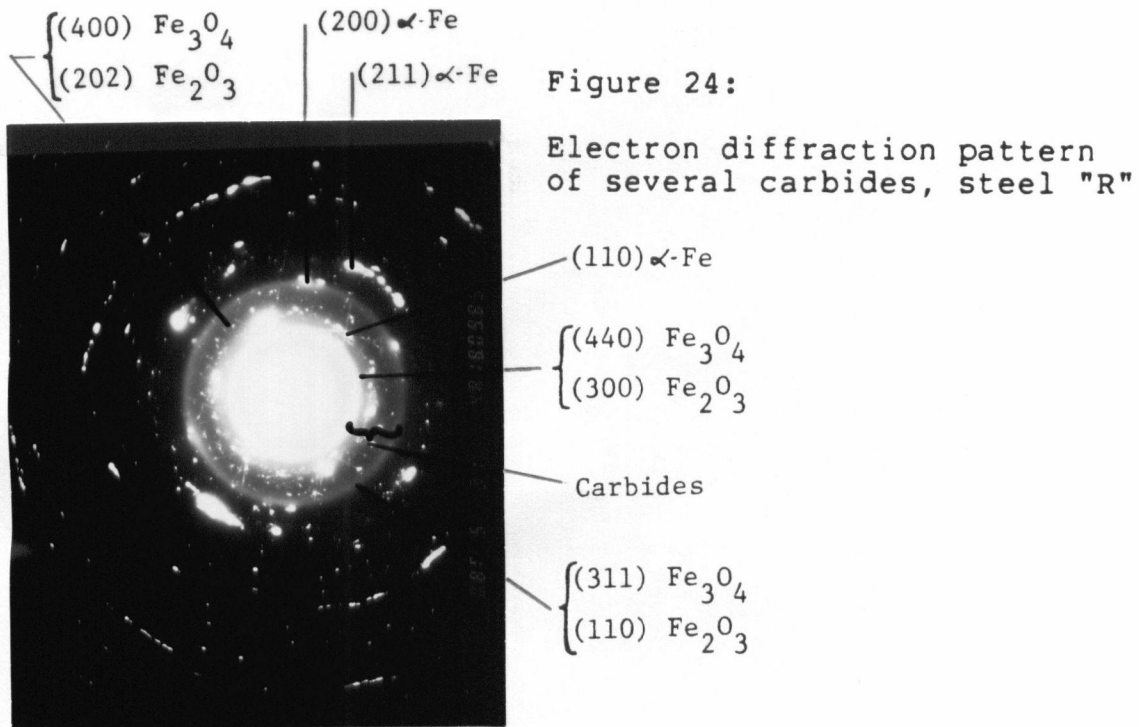 (400) Fe3O4
(202) Fe2O3
(200)α-Fe
(211)α-Fe
Figure 24:
Electron diffraction pattern
of several carbides, steel "R"
(110)α-Fe
(440) Fe3O4
(300) Fe2O3
Carbides
(311) Fe3O4
(110) Fe2O3